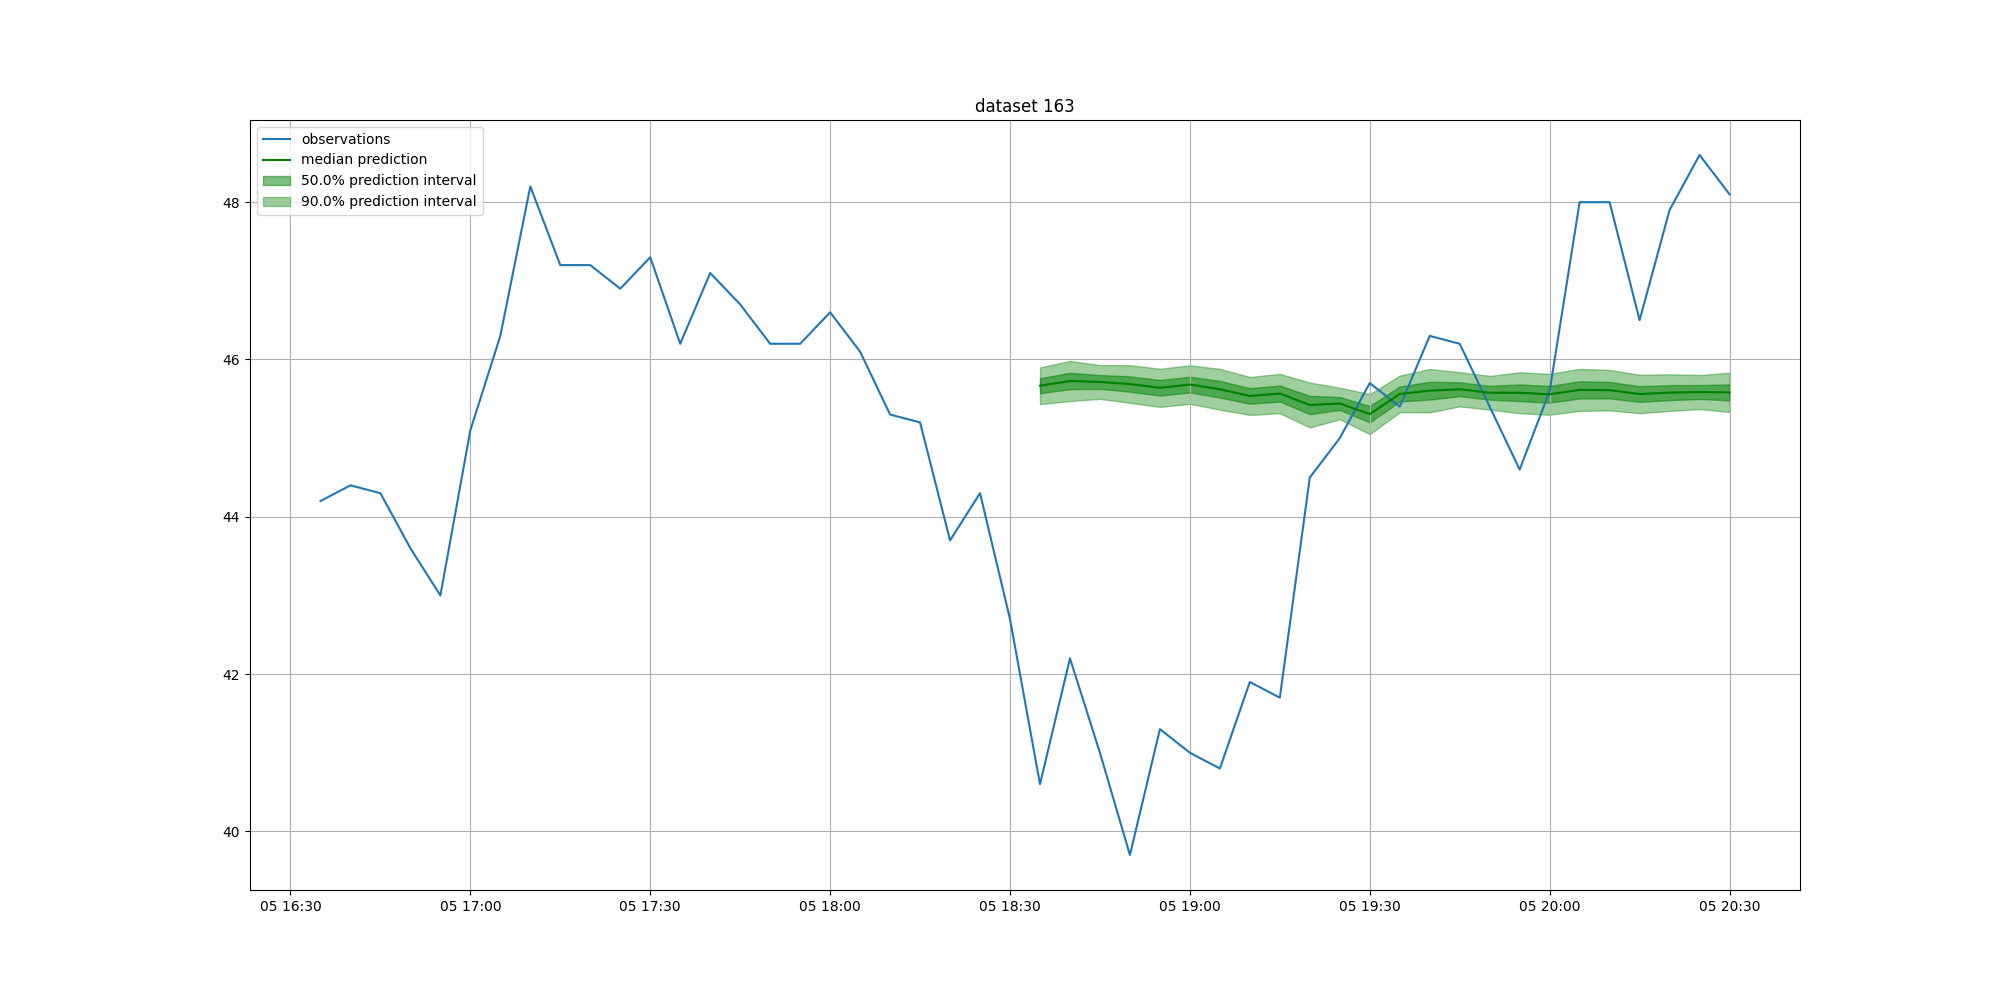 dataset 163
observations
median prediction
50.0% prediction interval
90.0% prediction interval
48
46
44
42
40
05 16:30 05 17:00 05 17:30 05 18:00 05 18:30 05 19:00 05 19:30 05 20:00 05 20:30